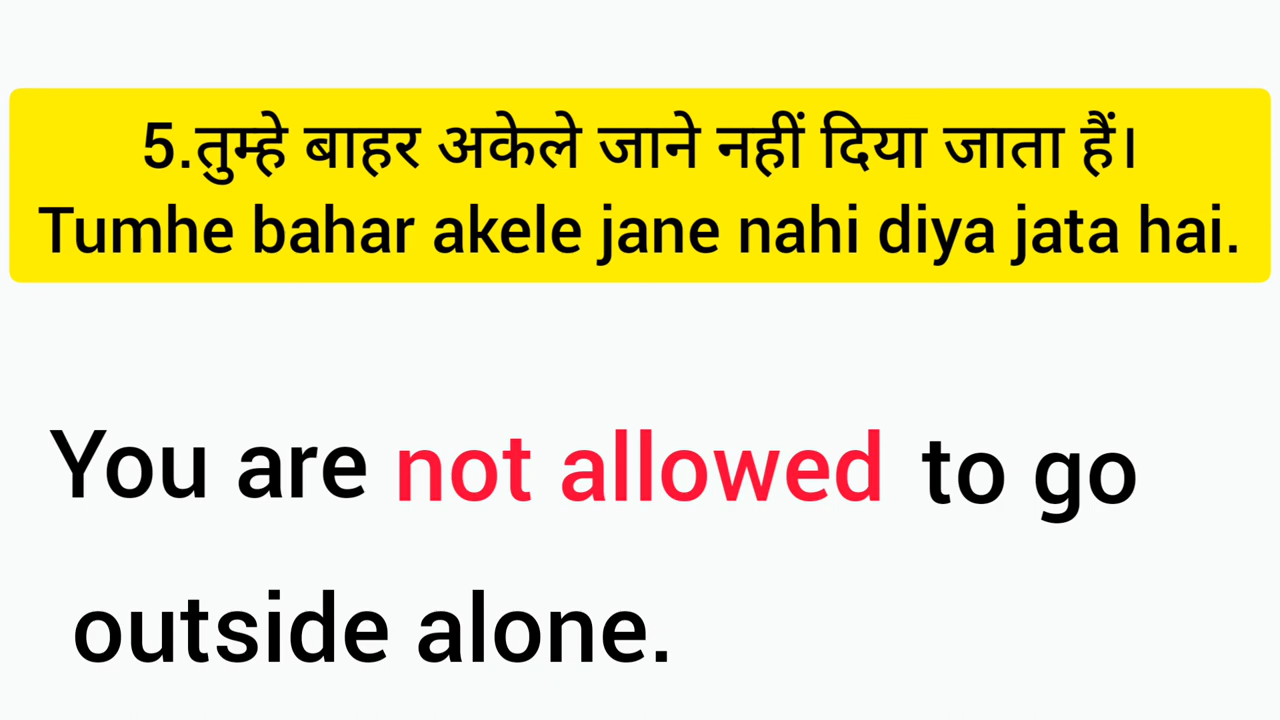 5.तुम्हे बाहर अकेले जाने नहीं दिया जाता हैं।
Tumhe bahar akele jane nahi diya jata hai.
You are not allowed to go
outside alone.